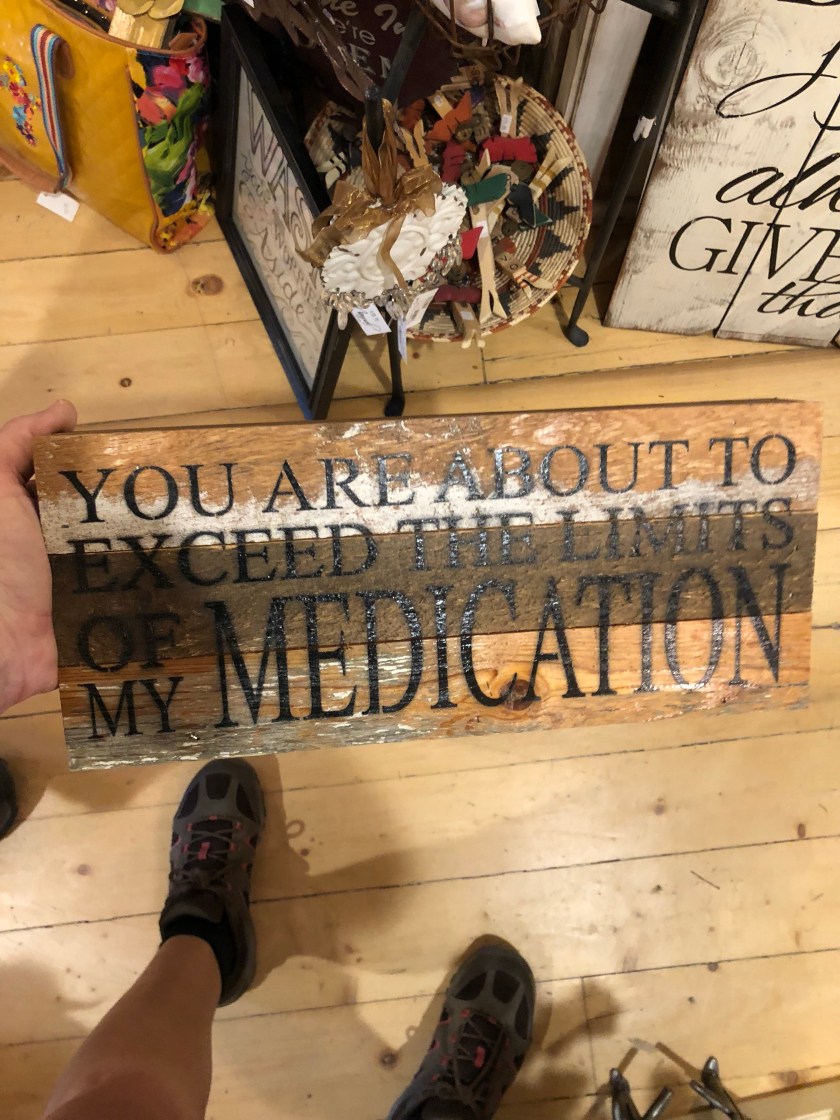 YOU ARE ABOUT TO
EXCEED THE LIMITS
OF
MY MEDICATION
GIVE